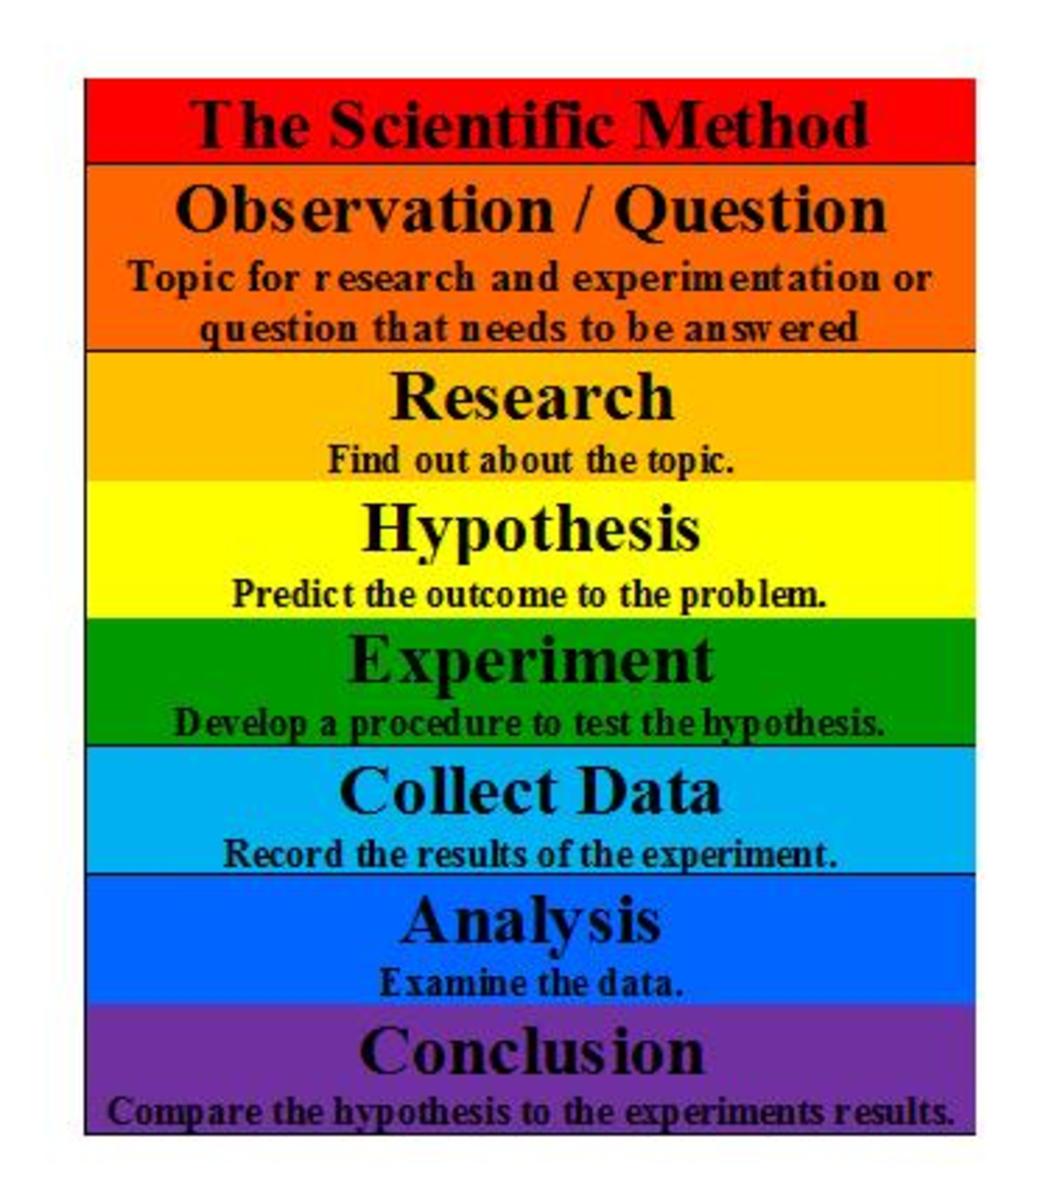 The Scientific Method
Observation / Question
Topic for research and experimentation or
question that needs to be answered
Research
Find out about the topic.
Hypothesis
Predict the outcome to the problem.
Experiment
Develop a procedure to test the hypothesis.
Collect Data
Record the results of the experiment.
Analysis
Examine the data.
Conclusion
Compare the hypothesis to the experiments results.